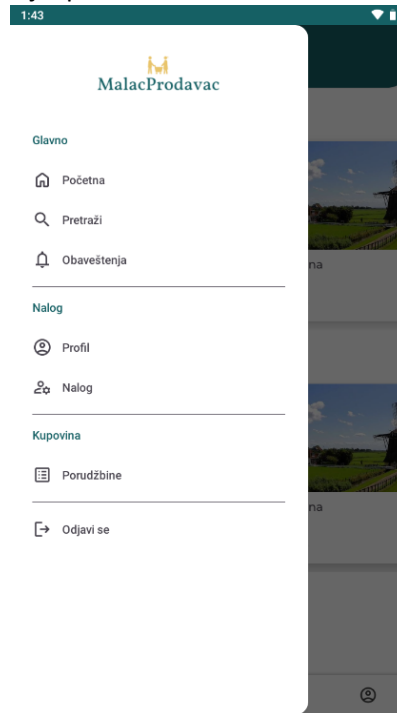 1:43
MalacProdavac
Glavno
Početna
Pretraži
Obaveštenja
na
Nalog
Profil
Nalog
Kupovina
Porudžbine
na
Odjavi se